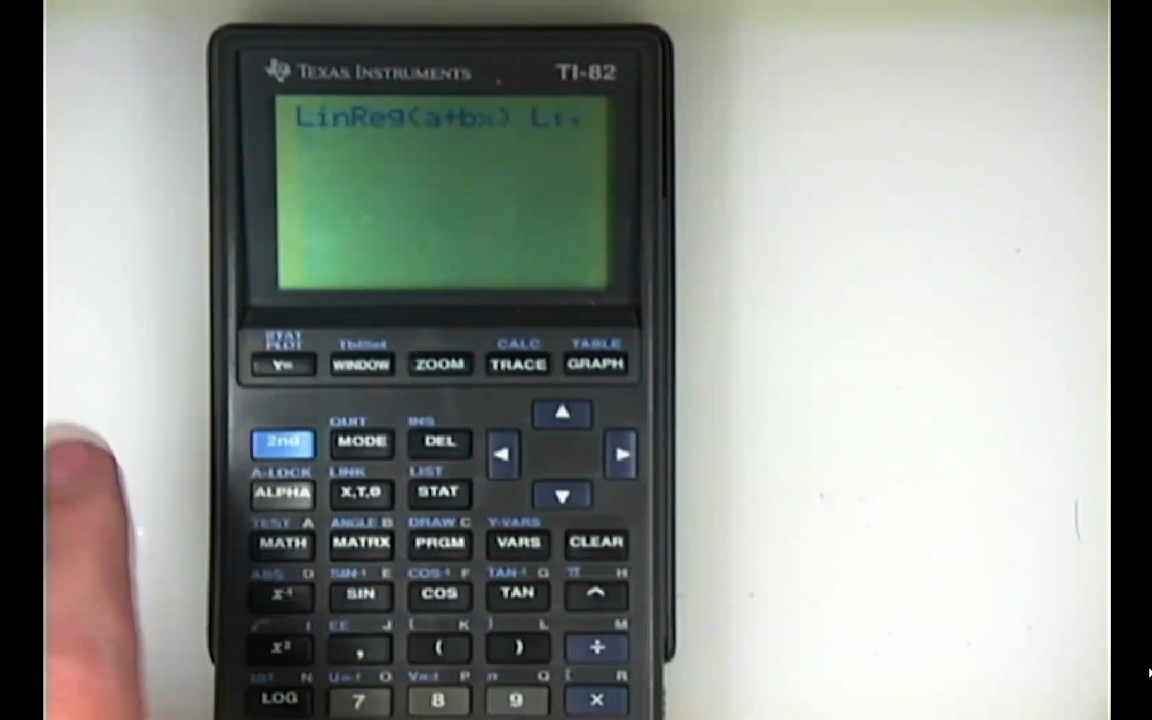 TEXAS INSTRUMENTS TI-82
LinReg(a+bx) L₁,
STAT PLOT TblSet CALC TABLE
Y= WINDOW ZOOM TRACE GRAPH
QUIT INS
2nd MODE DEL
A-LOCK LINK LIST
ALPHA X,T,θ STAT
TEST A ANGLE B DRAW C Y-VARS
MATH MATRX PRGM VARS CLEAR
ABS D SIN⁻¹ E COS⁻¹ F TAN⁻¹ G π H
x⁻¹ SIN COS TAN ^
√ I EE J { K } L M
x² , ( ) ÷
N O P Q [ R
LOG 7 8 9 ×